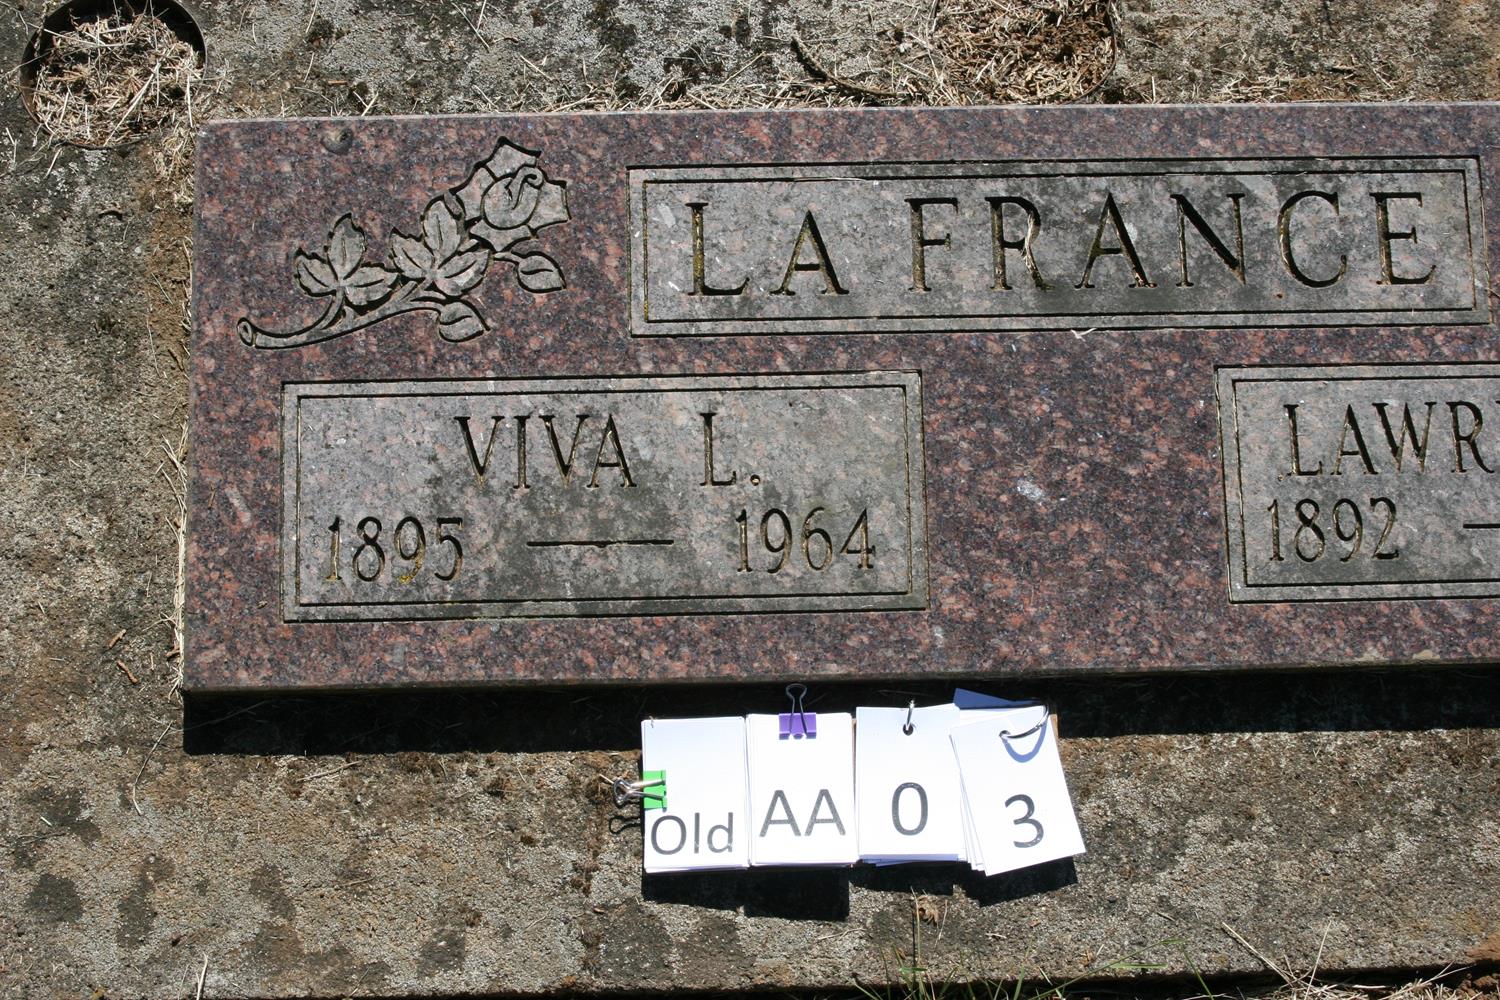 LA FRANCE
VIVA L.
1895 — 1964
LAWR
1892 —
Old AA 0 3